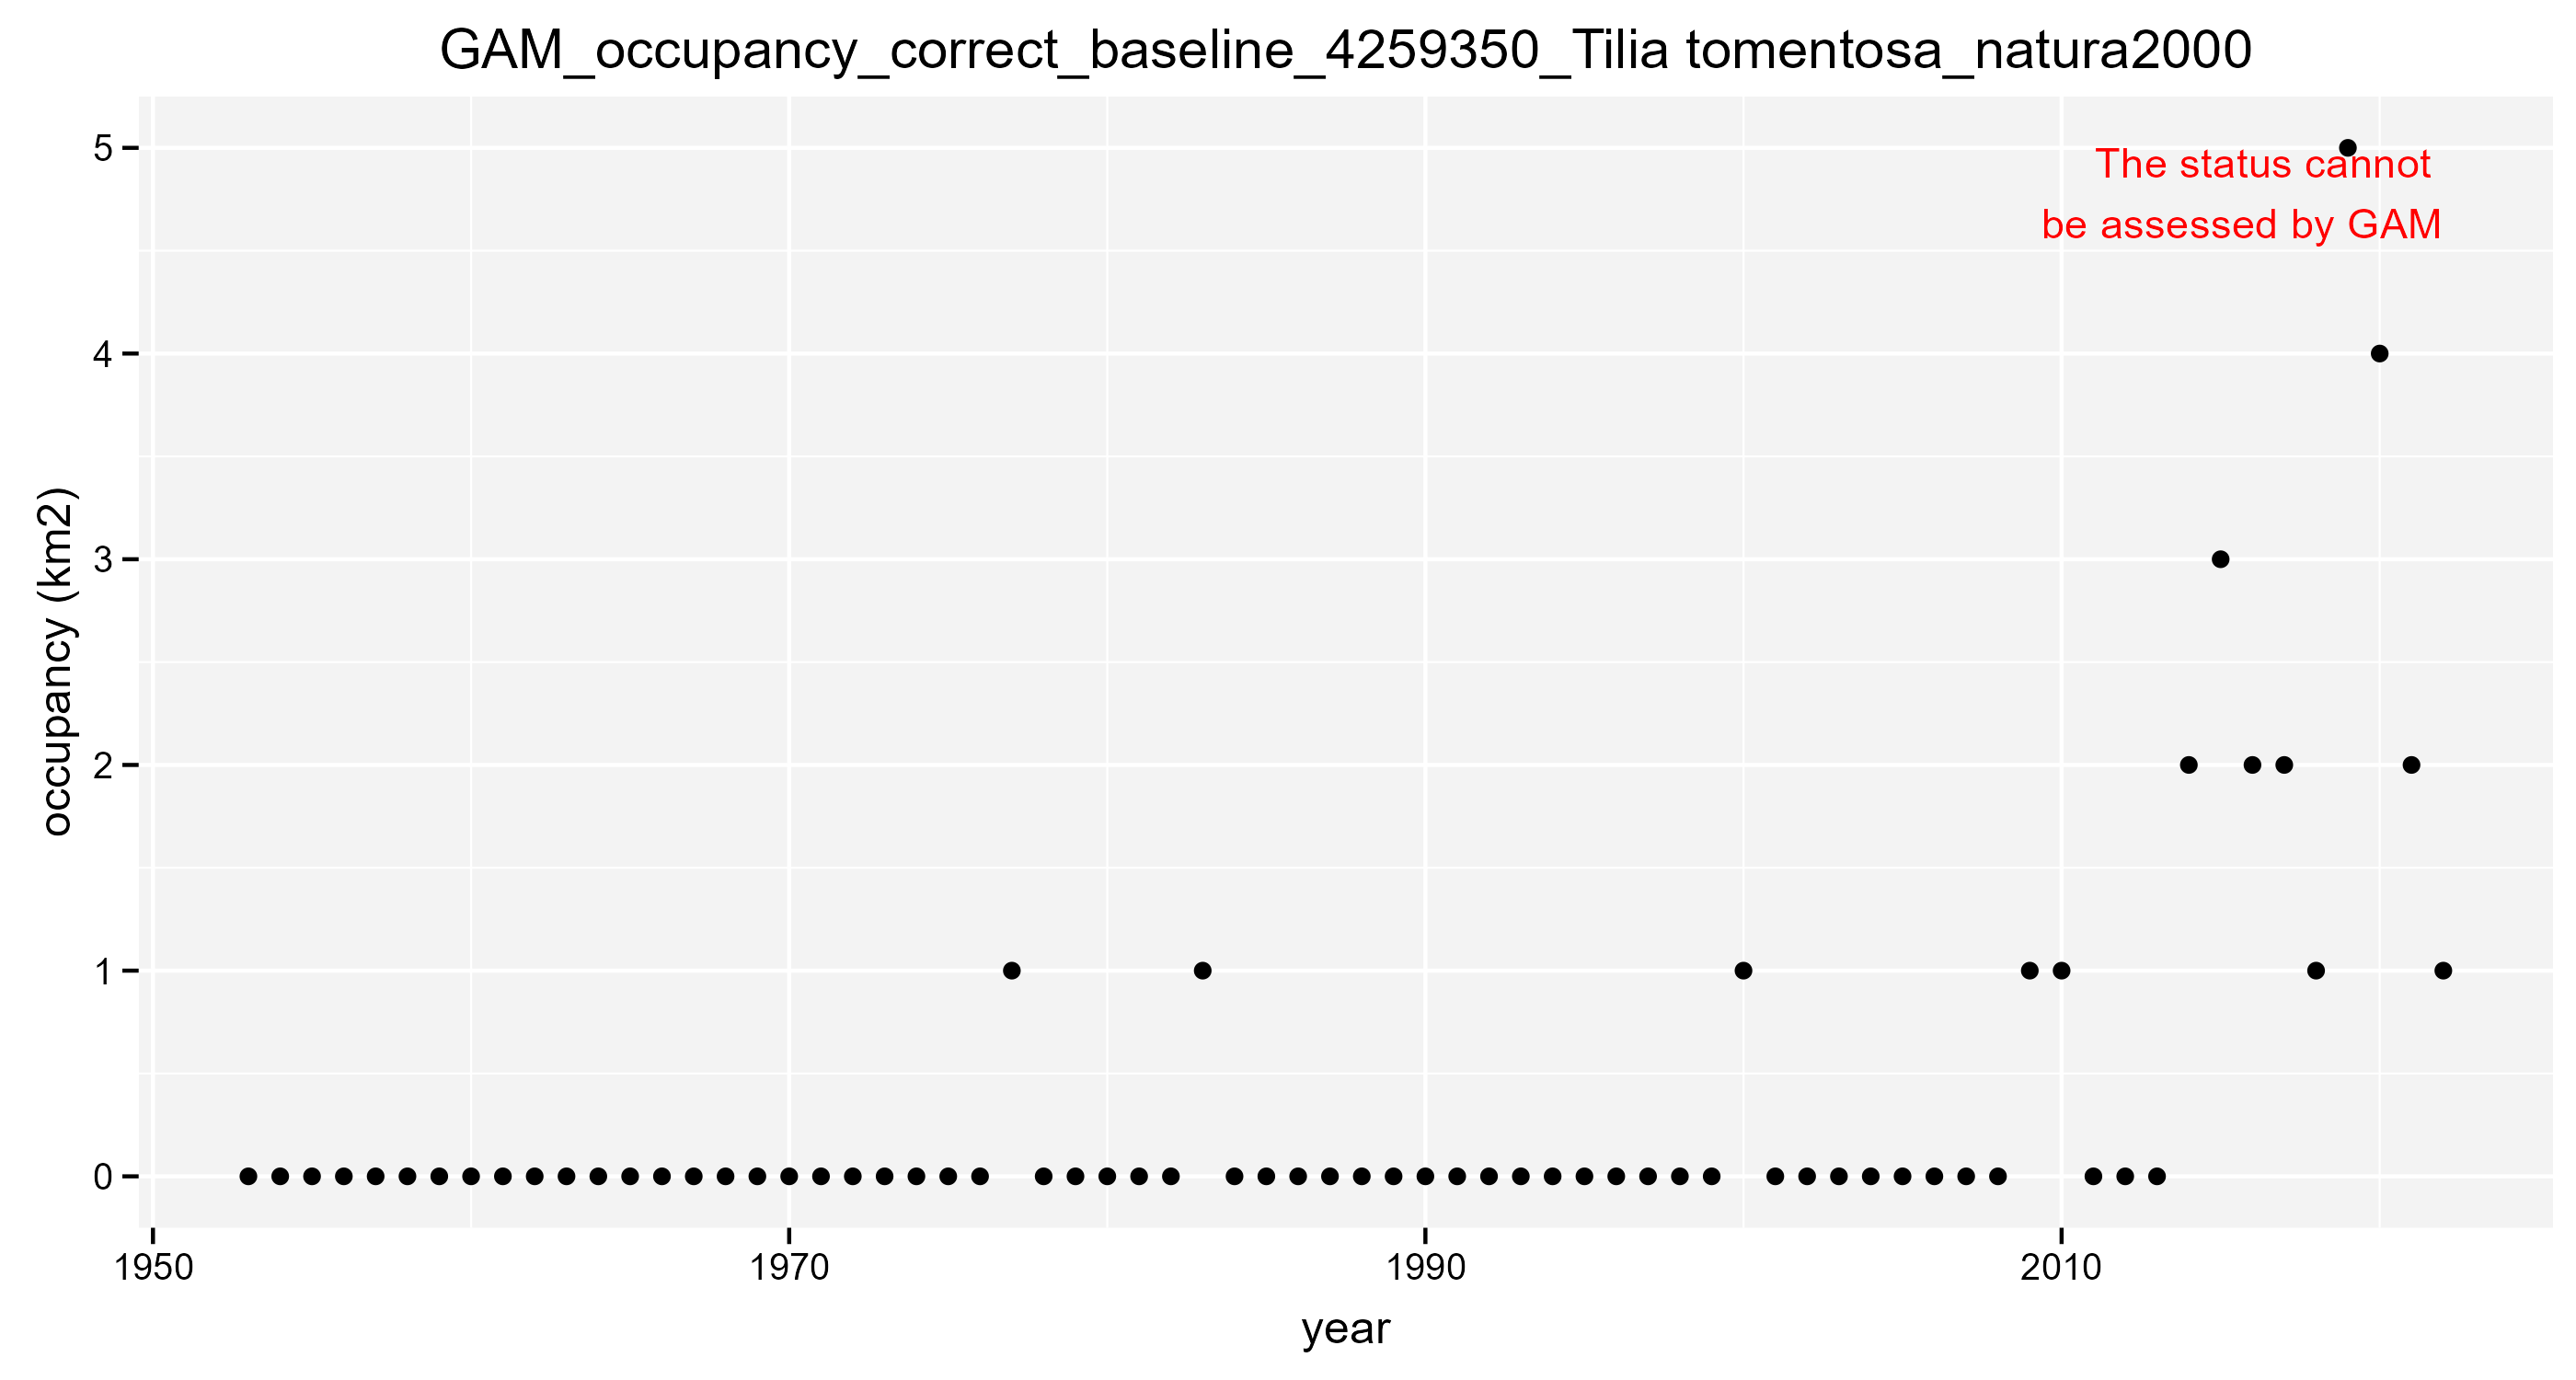 GAM_occupancy_correct_baseline_4259350_Tilia tomentosa_natura2000
5
The status cannot
be assessed by GAM
4
3
occupancy (km2)
2
1
0
1950 1970 1990 2010
year